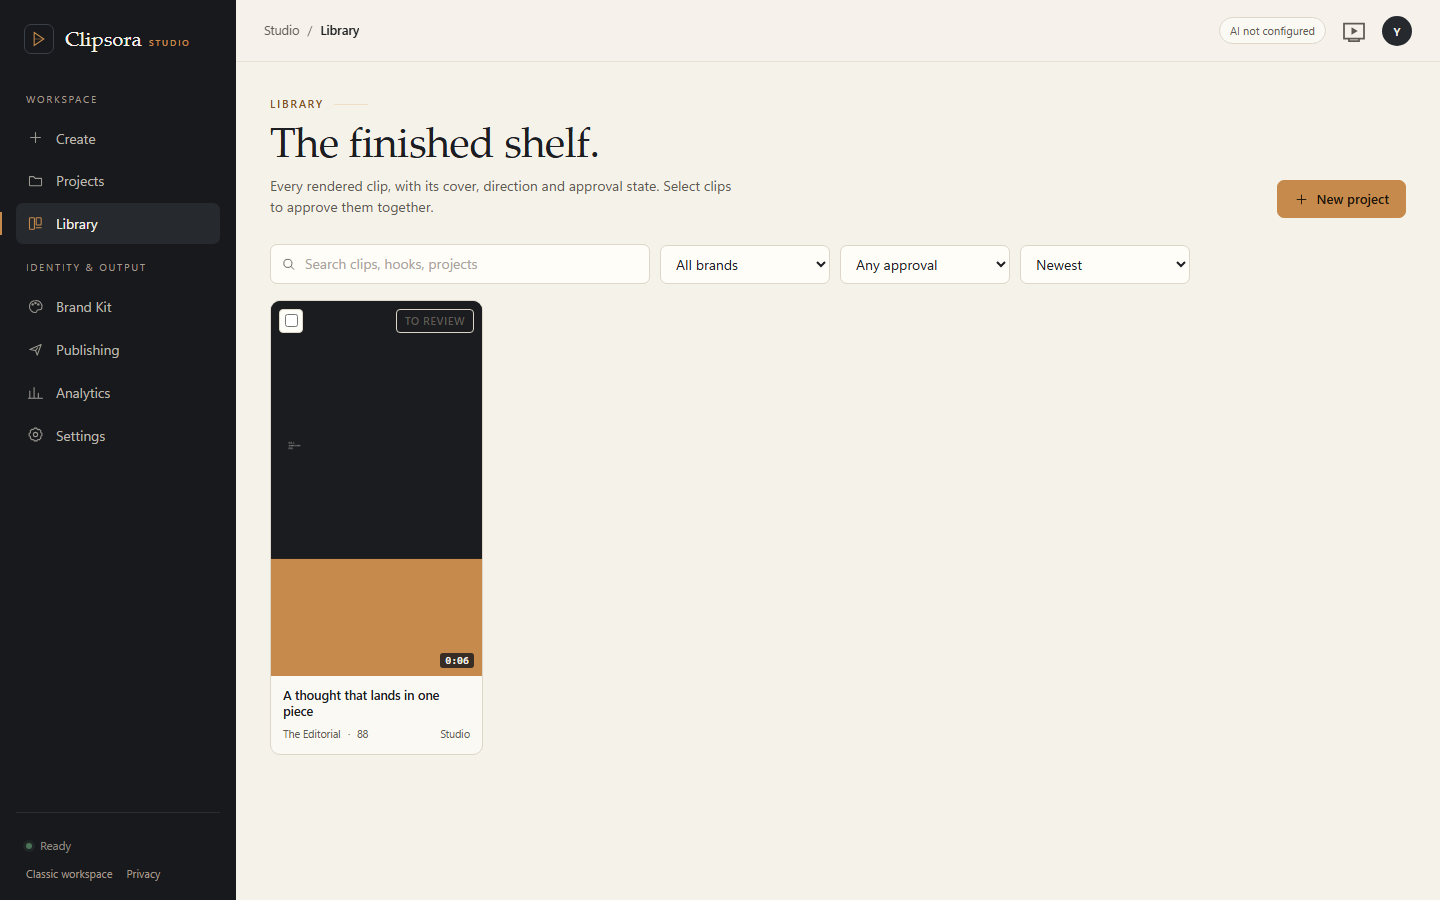 Clipsora STUDIO
WORKSPACE
Create
Projects
Library
IDENTITY & OUTPUT
Brand Kit
Publishing
Analytics
Settings
Ready
Classic workspace Privacy
Studio / Library
AI not configured
Y
LIBRARY
The finished shelf.
Every rendered clip, with its cover, direction and approval state. Select clips
to approve them together.
+ New project
Search clips, hooks, projects
All brands
Any approval
Newest
TO REVIEW
0:06
A thought that lands in one
piece
The Editorial · 88
Studio